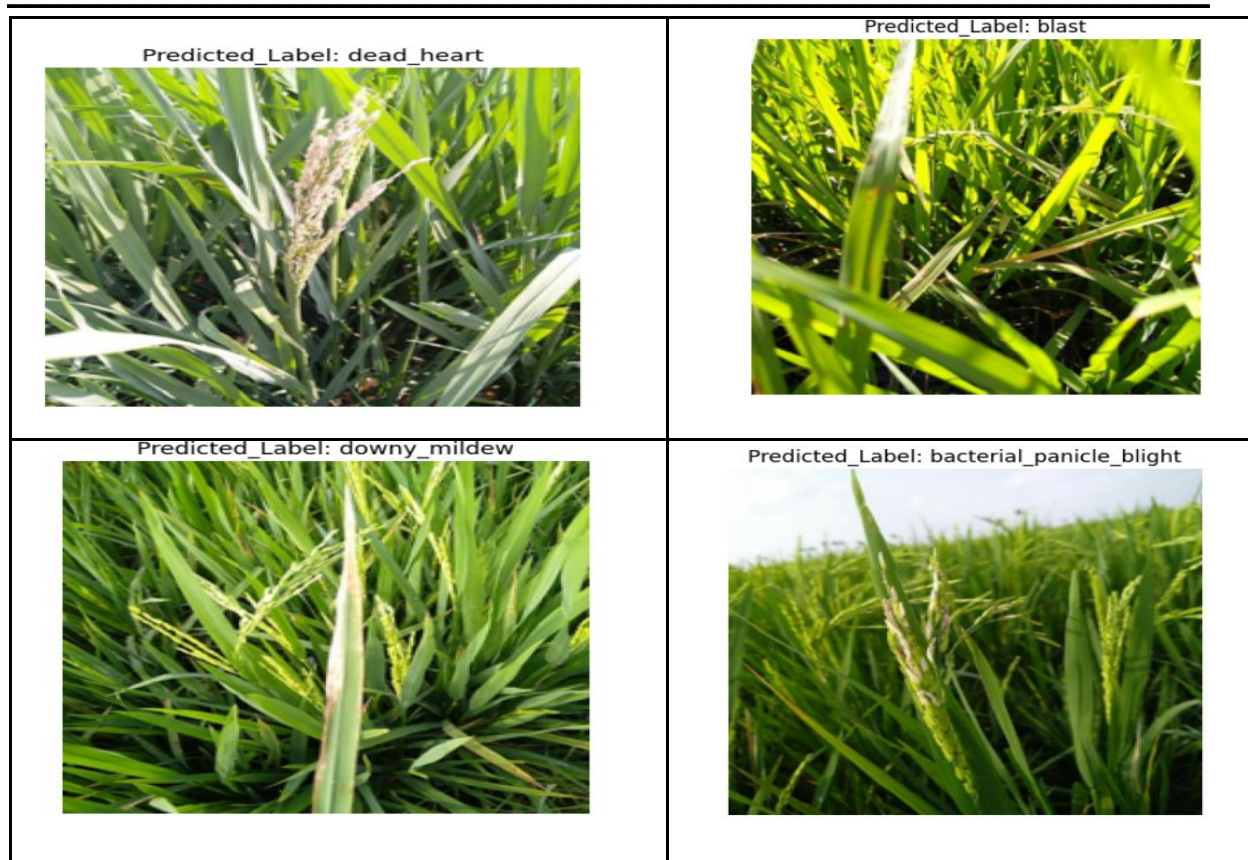 Predicted_Label: dead_heart
Predicted_Label: blast
Predicted_Label: downy_mildew
Predicted_Label: bacterial_panicle_blight